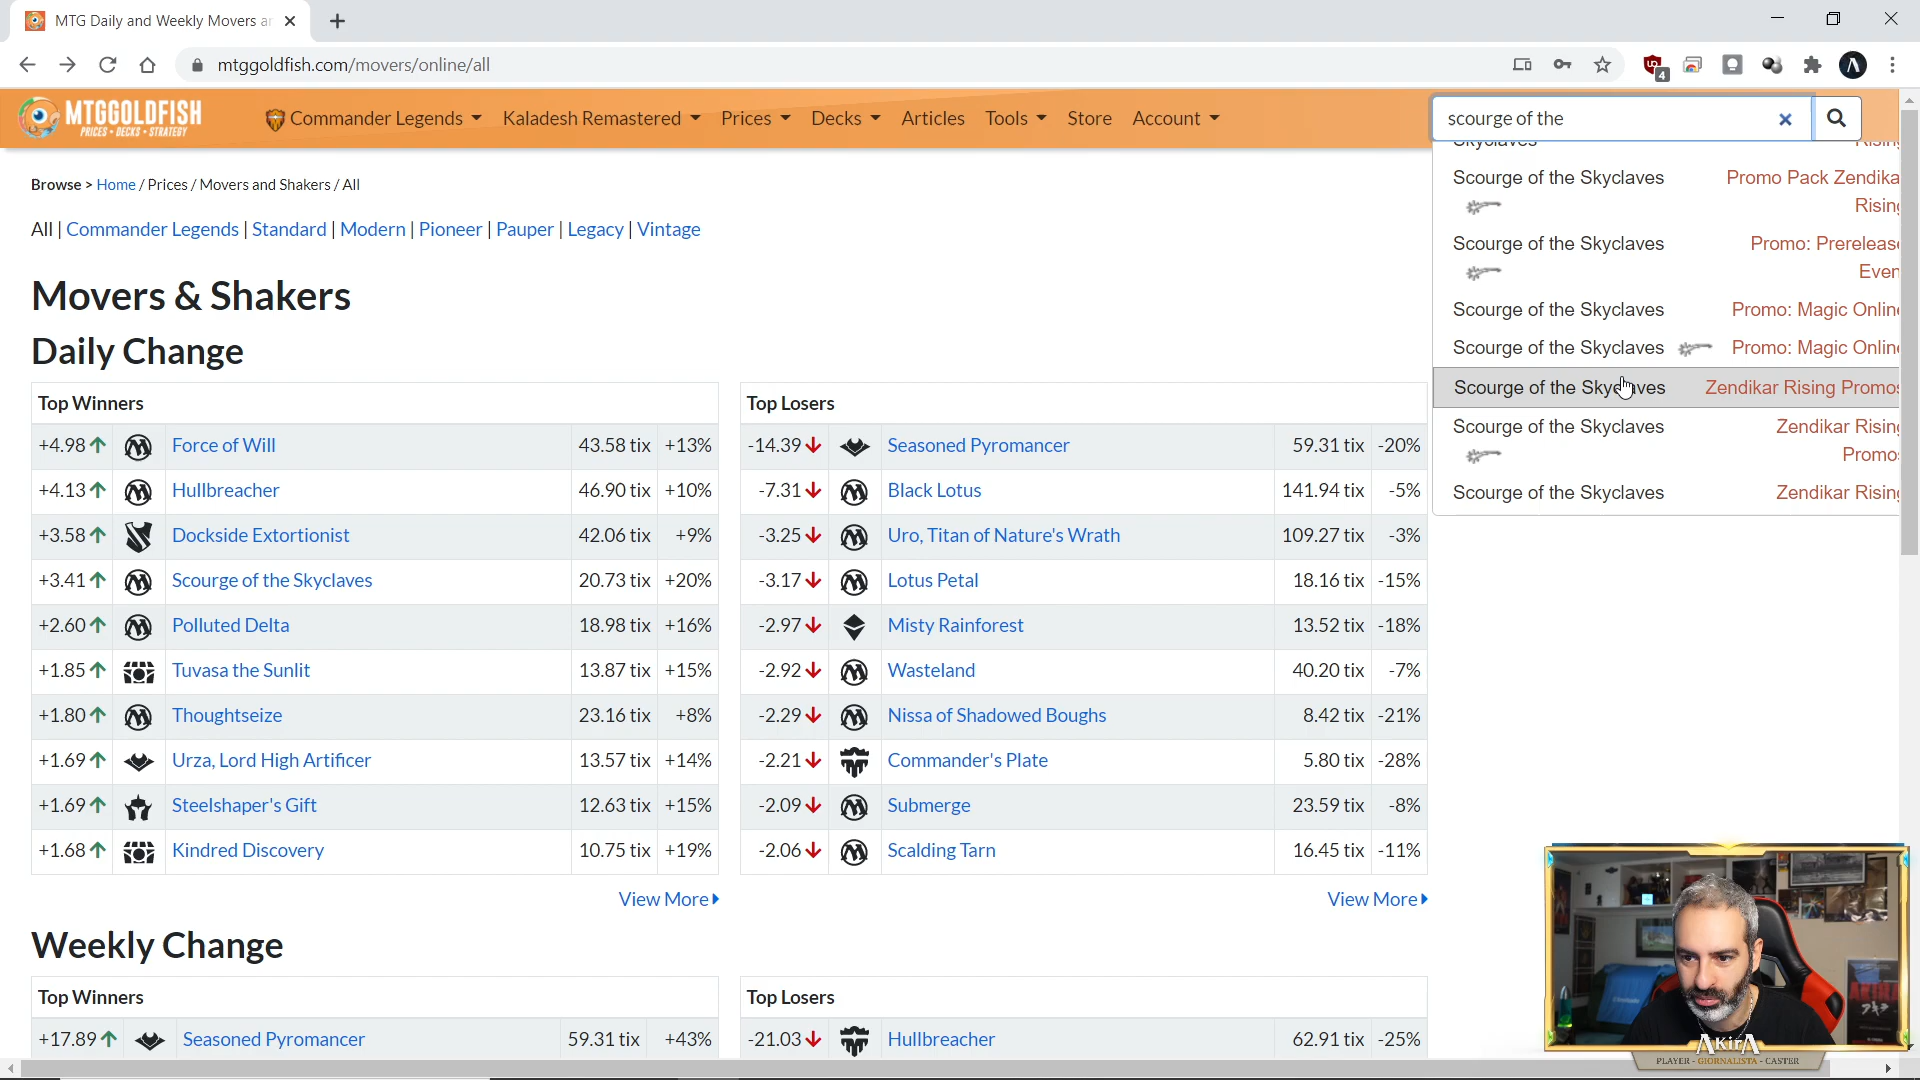 MTG Daily and Weekly Movers a
mtggoldfish.com/movers/online/all
4
MTGGOLDFISH
PRICES • DECKS • STRATEGY
Commander Legends
Kaladesh Remastered
Prices
Decks
Articles
Tools
Store
Account
scourge of the
Browse > Home / Prices / Movers and Shakers / All
All | Commander Legends | Standard | Modern | Pioneer | Pauper | Legacy | Vintage
Skyclaves
Scourge of the Skyclaves Promo Pack Zendika
Rising
Scourge of the Skyclaves Promo: Prerelease
Even
Scourge of the Skyclaves Promo: Magic Online
Scourge of the Skyclaves Promo: Magic Online
Scourge of the Skyclaves Zendikar Rising Promos
Scourge of the Skyclaves Zendikar Rising
Promos
Scourge of the Skyclaves Zendikar Rising
Movers & Shakers
Daily Change
Top Winners
+4.98 Force of Will 43.58 tix +13%
+4.13 Hullbreacher 46.90 tix +10%
+3.58 Dockside Extortionist 42.06 tix +9%
+3.41 Scourge of the Skyclaves 20.73 tix +20%
+2.60 Polluted Delta 18.98 tix +16%
+1.85 Tuvasa the Sunlit 13.87 tix +15%
+1.80 Thoughtseize 23.16 tix +8%
+1.69 Urza, Lord High Artificer 13.57 tix +14%
+1.69 Steelshaper's Gift 12.63 tix +15%
+1.68 Kindred Discovery 10.75 tix +19%
View More
Top Losers
-14.39 Seasoned Pyromancer 59.31 tix -20%
-7.31 Black Lotus 141.94 tix -5%
-3.25 Uro, Titan of Nature's Wrath 109.27 tix -3%
-3.17 Lotus Petal 18.16 tix -15%
-2.97 Misty Rainforest 13.52 tix -18%
-2.92 Wasteland 40.20 tix -7%
-2.29 Nissa of Shadowed Boughs 8.42 tix -21%
-2.21 Commander's Plate 5.80 tix -28%
-2.09 Submerge 23.59 tix -8%
-2.06 Scalding Tarn 16.45 tix -11%
View More
Weekly Change
Top Winners
+17.89 Seasoned Pyromancer 59.31 tix +43%
Top Losers
-21.03 Hullbreacher 62.91 tix -25%
AKirA
PLAYER - GIORNALISTA - CASTER